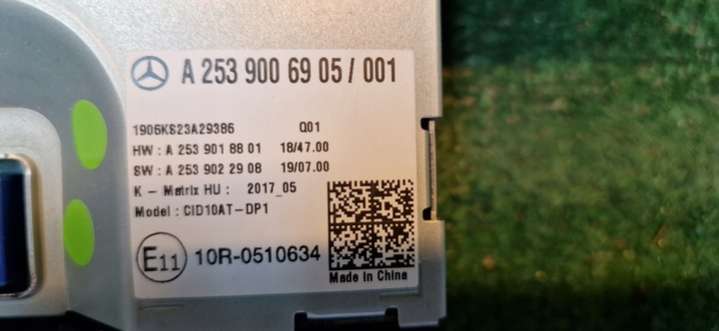 A 253 900 69 05 / 001
1906KS23A29386 Q01
HW : A 253 901 88 01 18/47.00
SW : A 253 902 29 08 19/07.00
K - Matrix HU : 2017_05
Model : CID10AT-DP1
E11 10R-0510634
Made in China